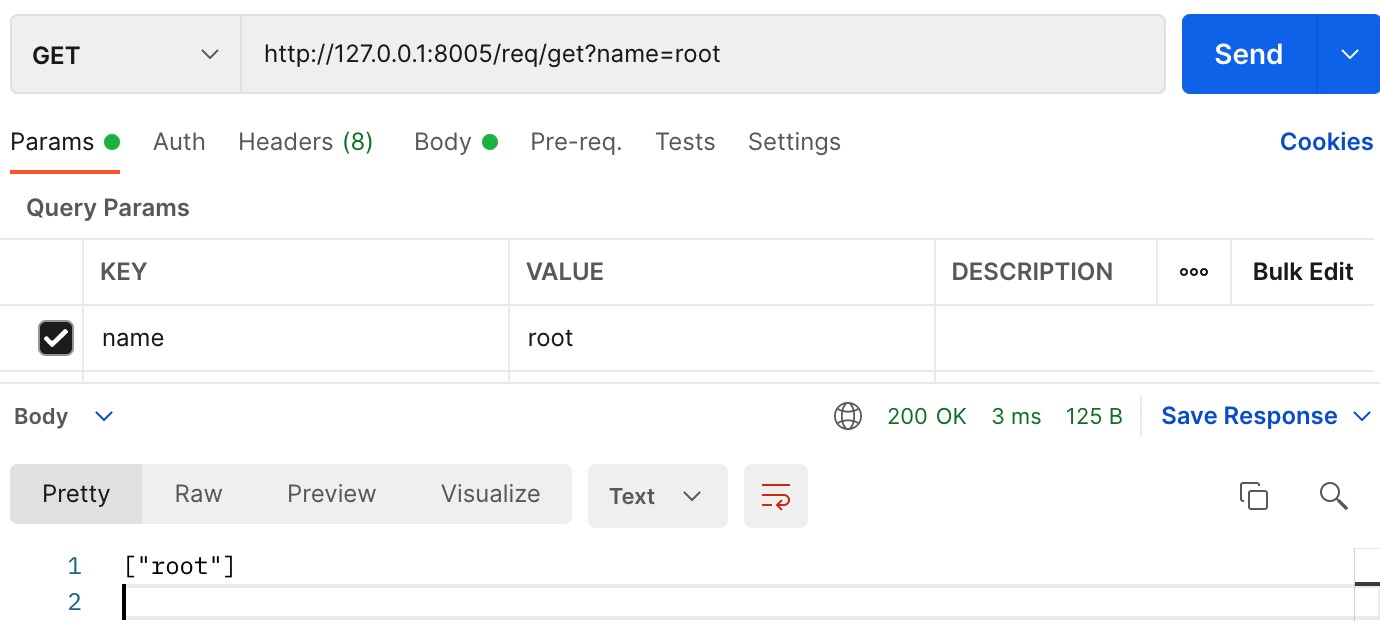 GET http://127.0.0.1:8005/req/get?name=root Send
Params Auth Headers (8) Body Pre-req. Tests Settings Cookies
Query Params
KEY VALUE DESCRIPTION ooo Bulk Edit
name root
Body 200 OK 3 ms 125 B Save Response
Pretty Raw Preview Visualize Text
1 ["root"]
2